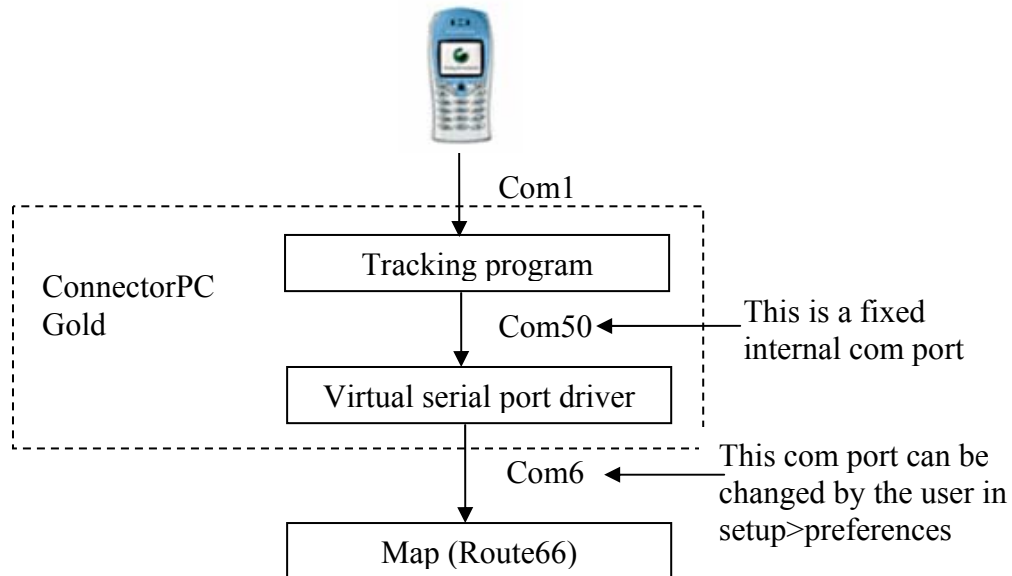 Com1
Tracking program
ConnectorPC
Gold
Com50
This is a fixed
internal com port
Virtual serial port driver
Com6
This com port can be
changed by the user in
setup>preferences
Map (Route66)